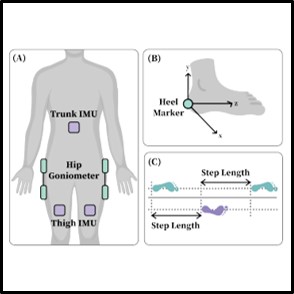 (A)
Trunk IMU
Hip
Goniometer
Thigh IMU
(B)
y
z
x
Heel
Marker
(C)
Step Length
Step Length